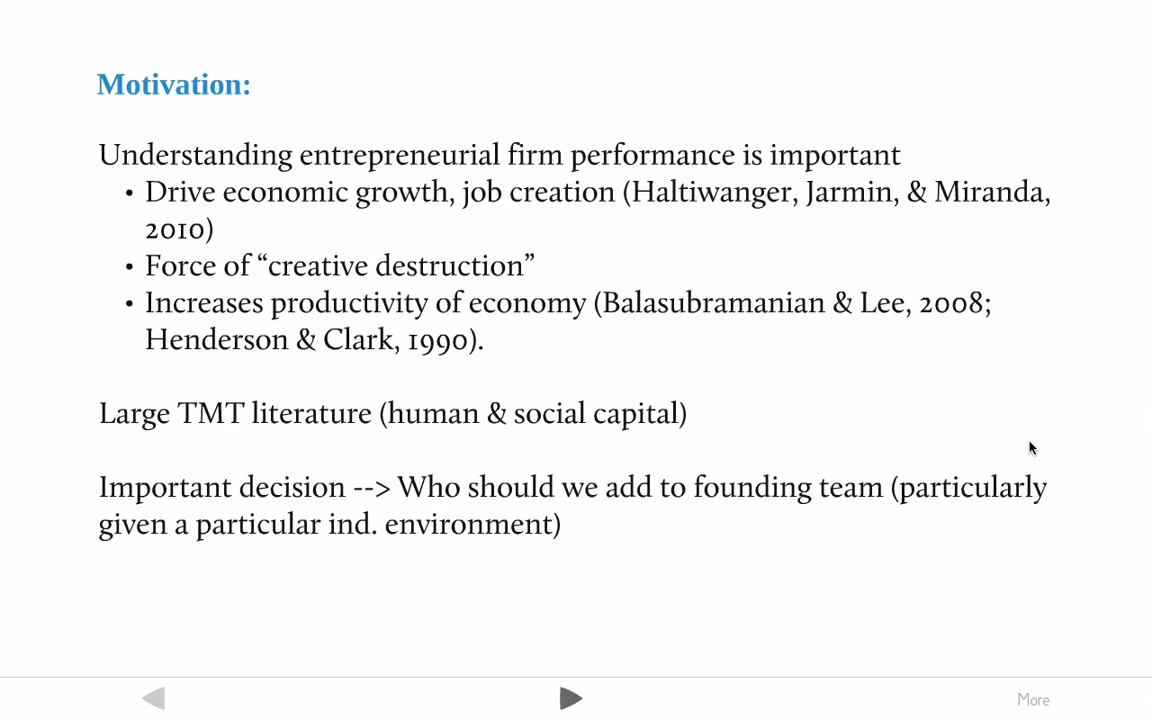 Motivation:
Understanding entrepreneurial firm performance is important
• Drive economic growth, job creation (Haltiwanger, Jarmin, & Miranda,
2010)
• Force of “creative destruction”
• Increases productivity of economy (Balasubramanian & Lee, 2008;
Henderson & Clark, 1990).
Large TMT literature (human & social capital)
Important decision --> Who should we add to founding team (particularly
given a particular ind. environment)
More